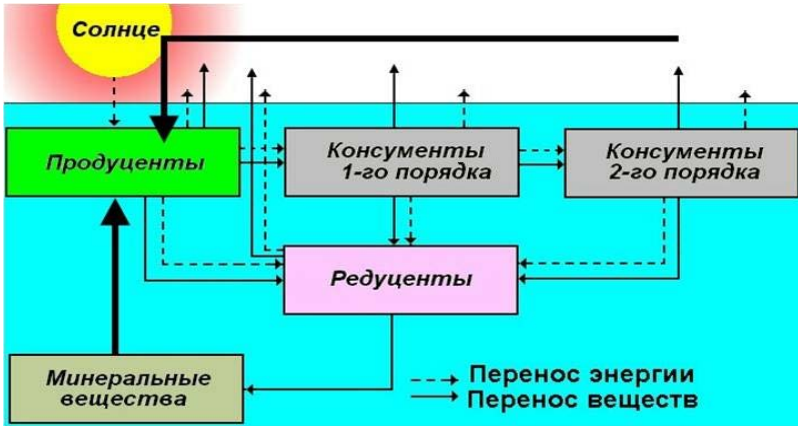 Солнце
Продуценты
Консументы
1-го порядка
Консументы
2-го порядка
Редуценты
Минеральные
вещества
Перенос энергии
Перенос веществ